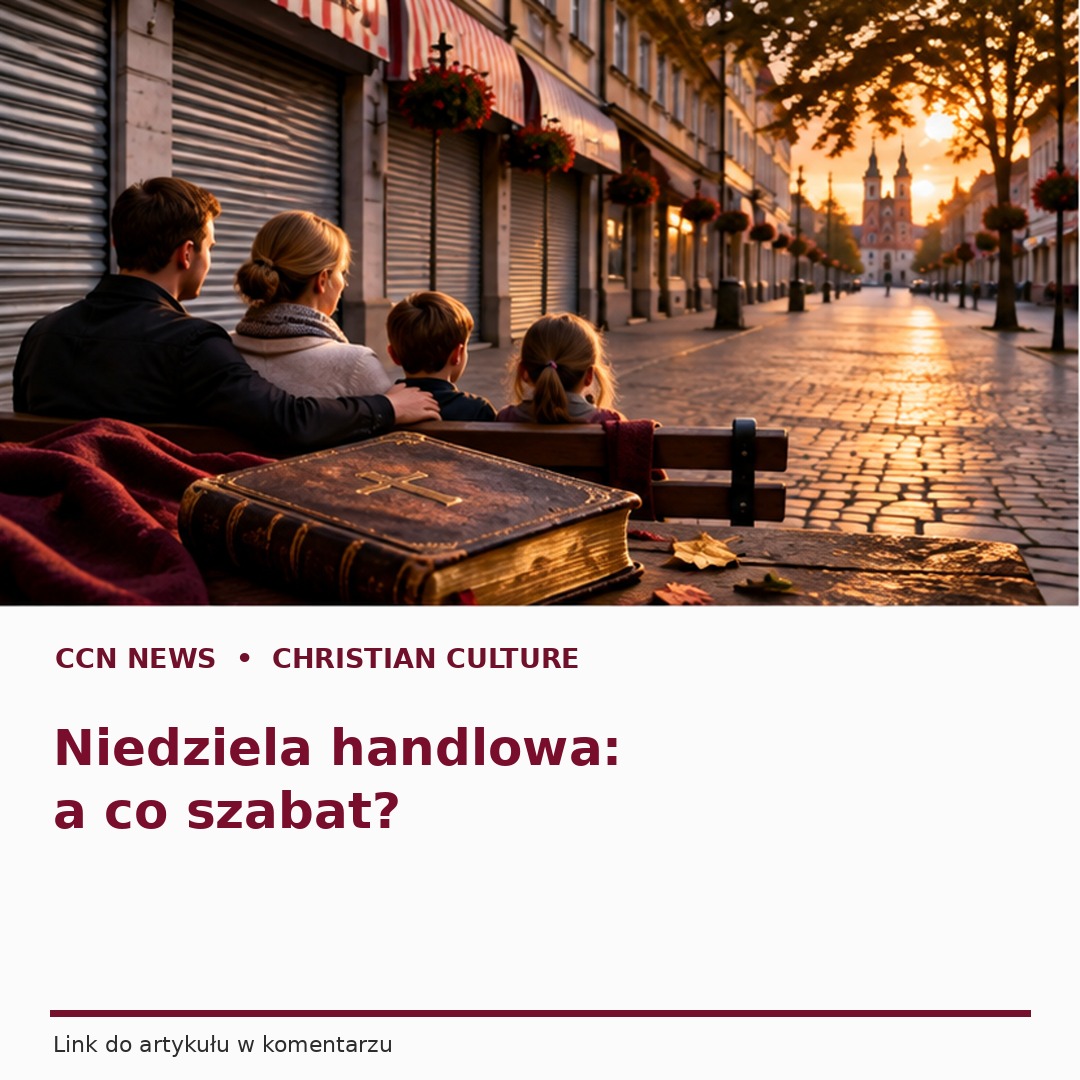 CCN NEWS • CHRISTIAN CULTURE
Niedziela handlowa:
a co szabat?
Link do artykułu w komentarzu